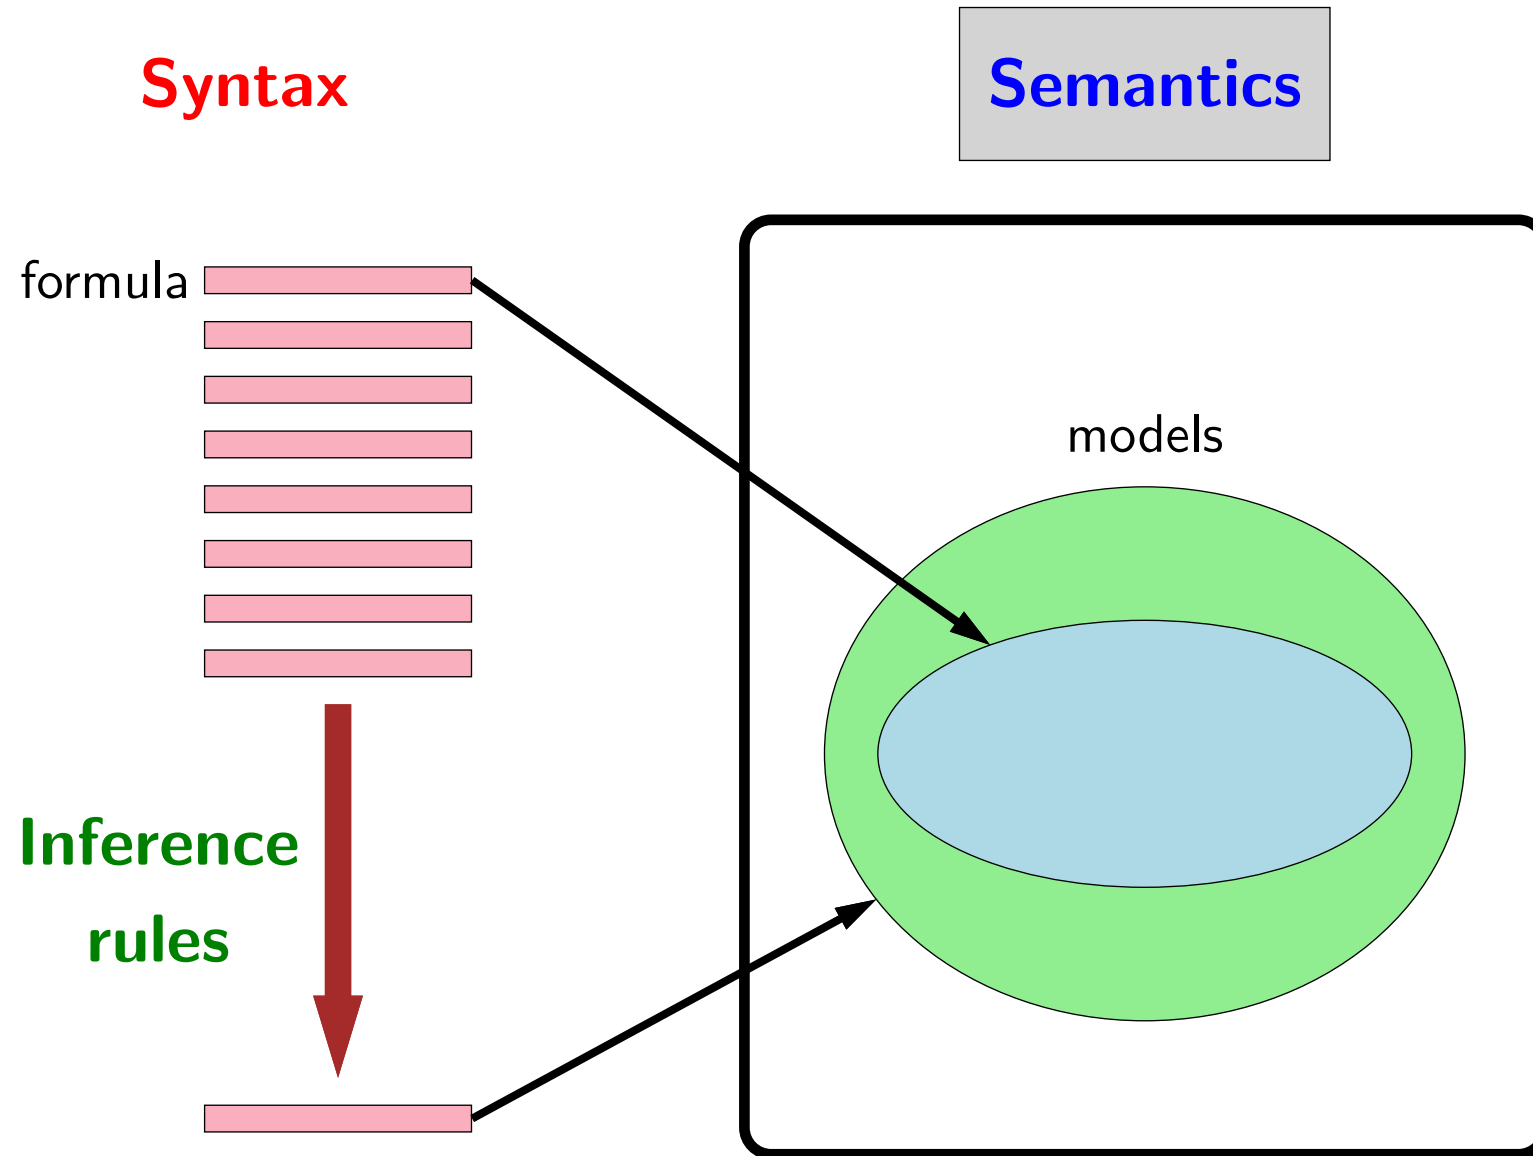 Syntax
Semantics
formula
models
Inference
rules